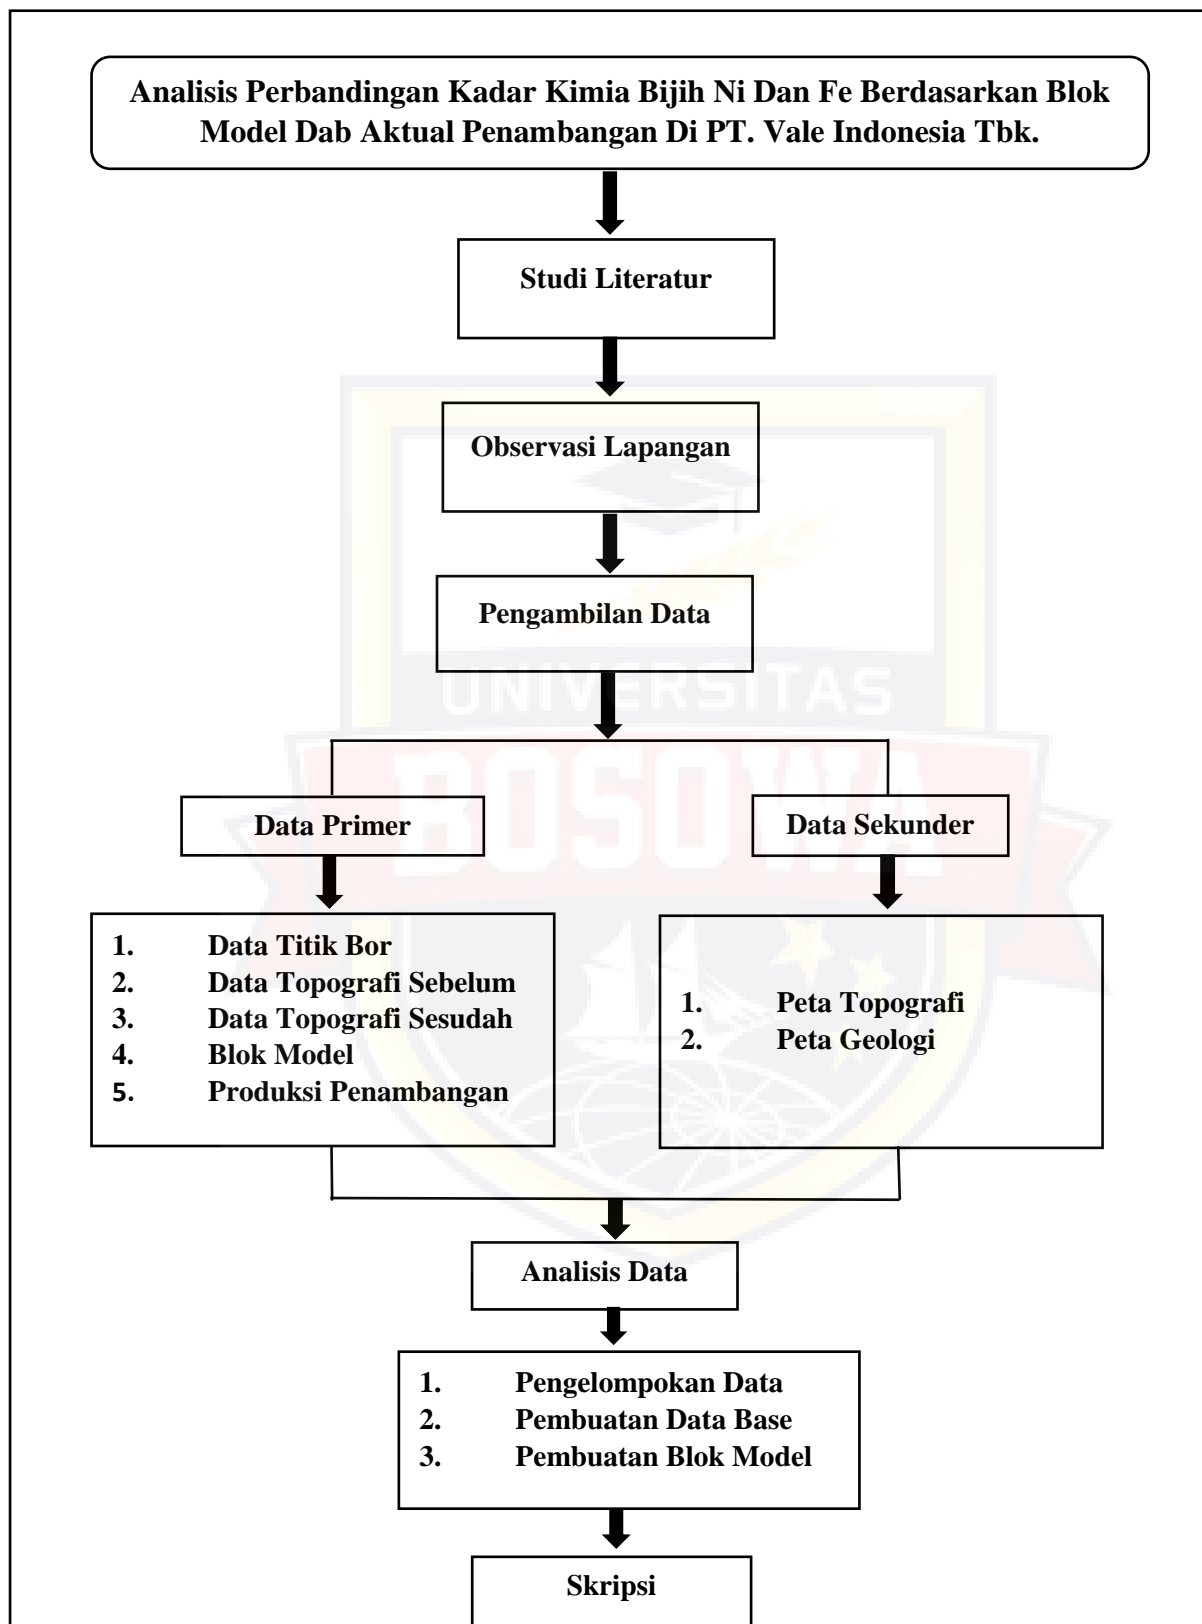 Analisis Perbandingan Kadar Kimia Bijih Ni Dan Fe Berdasarkan Blok
Model Dab Aktual Penambangan Di PT. Vale Indonesia Tbk.
Studi Literatur
Observasi Lapangan
Pengambilan Data
UNIVERSITAS
BOSOWA
Data Primer
Data Sekunder
1. Data Titik Bor
2. Data Topografi Sebelum
3. Data Topografi Sesudah
4. Blok Model
5. Produksi Penambangan
1. Peta Topografi
2. Peta Geologi
Analisis Data
1. Pengelompokan Data
2. Pembuatan Data Base
3. Pembuatan Blok Model
Skripsi